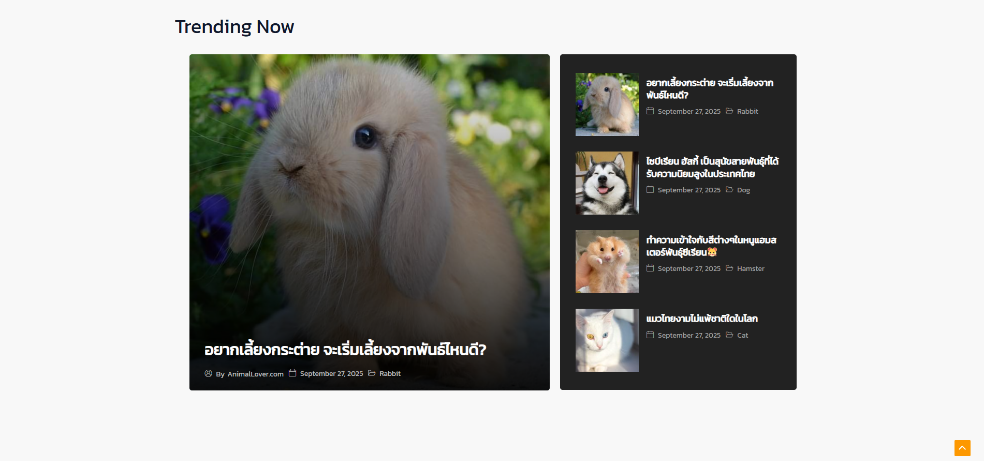 Trending Now
อยากเลี้ยงกระต่าย จะเริ่มเลี้ยงจากพันธ์ไหนดี?
By AnimalLover.com September 27, 2025 Rabbit
อยากเลี้ยงกระต่าย จะเริ่มเลี้ยงจาก
พันธ์ไหนดี?
September 27, 2025 Rabbit
ไซบีเรียน ฮัสกี้ เป็นสุนัขสายพันธุ์ที่ได้
รับความนิยมสูงในประเทศไทย
September 27, 2025 Dog
ทำความเข้าใจกับสีต่างๆในหนูแฮมส
เตอร์พันธุ์ซีเรียน🐹
September 27, 2025 Hamster
แมวไทยงามไม่แพ้ชาติใดในโลก
September 27, 2025 Cat